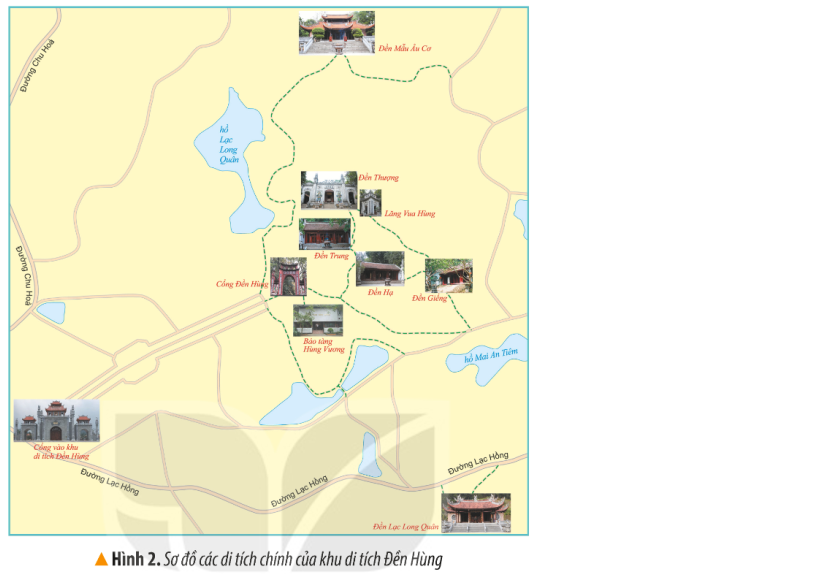 Đền Mẫu Âu Cơ
Đường Chu Hoá
hồ
Lạc
Long
Quân
Đền Thượng
Lăng Vua Hùng
Đền Trung
Đường Chu Hoá
Cổng Đền Hùng
Đền Hạ
Đền Giếng
Bảo tàng
Hùng Vương
hồ Mai An Tiêm
Cổng vào khu
di tích Đền Hùng
Đường Lạc Hồng
Đường Lạc Hồng
Đường Lạc Hồng
Đền Lạc Long Quân
▲ Hình 2. Sơ đồ các di tích chính của khu di tích Đền Hùng